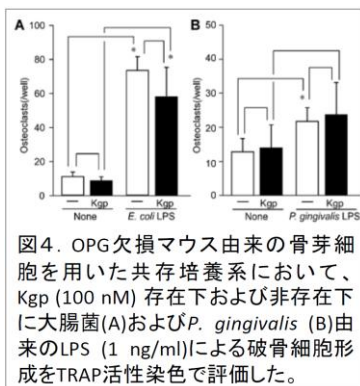 A
B
Osteoclasts(/well)
100
80
60
40
20
0
*
*
— Kgp — Kgp
None E. coli LPS
Osteoclasts(/well)
50
40
30
20
10
0
*
— Kgp — Kgp
None P. gingivalis LPS
図4. OPG欠損マウス由来の骨芽細
胞を用いた共存培養系において、
Kgp (100 nM) 存在下および非存在下
に大腸菌(A)およびP. gingivalis (B)由
来のLPS (1 ng/ml)による破骨細胞形
成をTRAP活性染色で評価した。